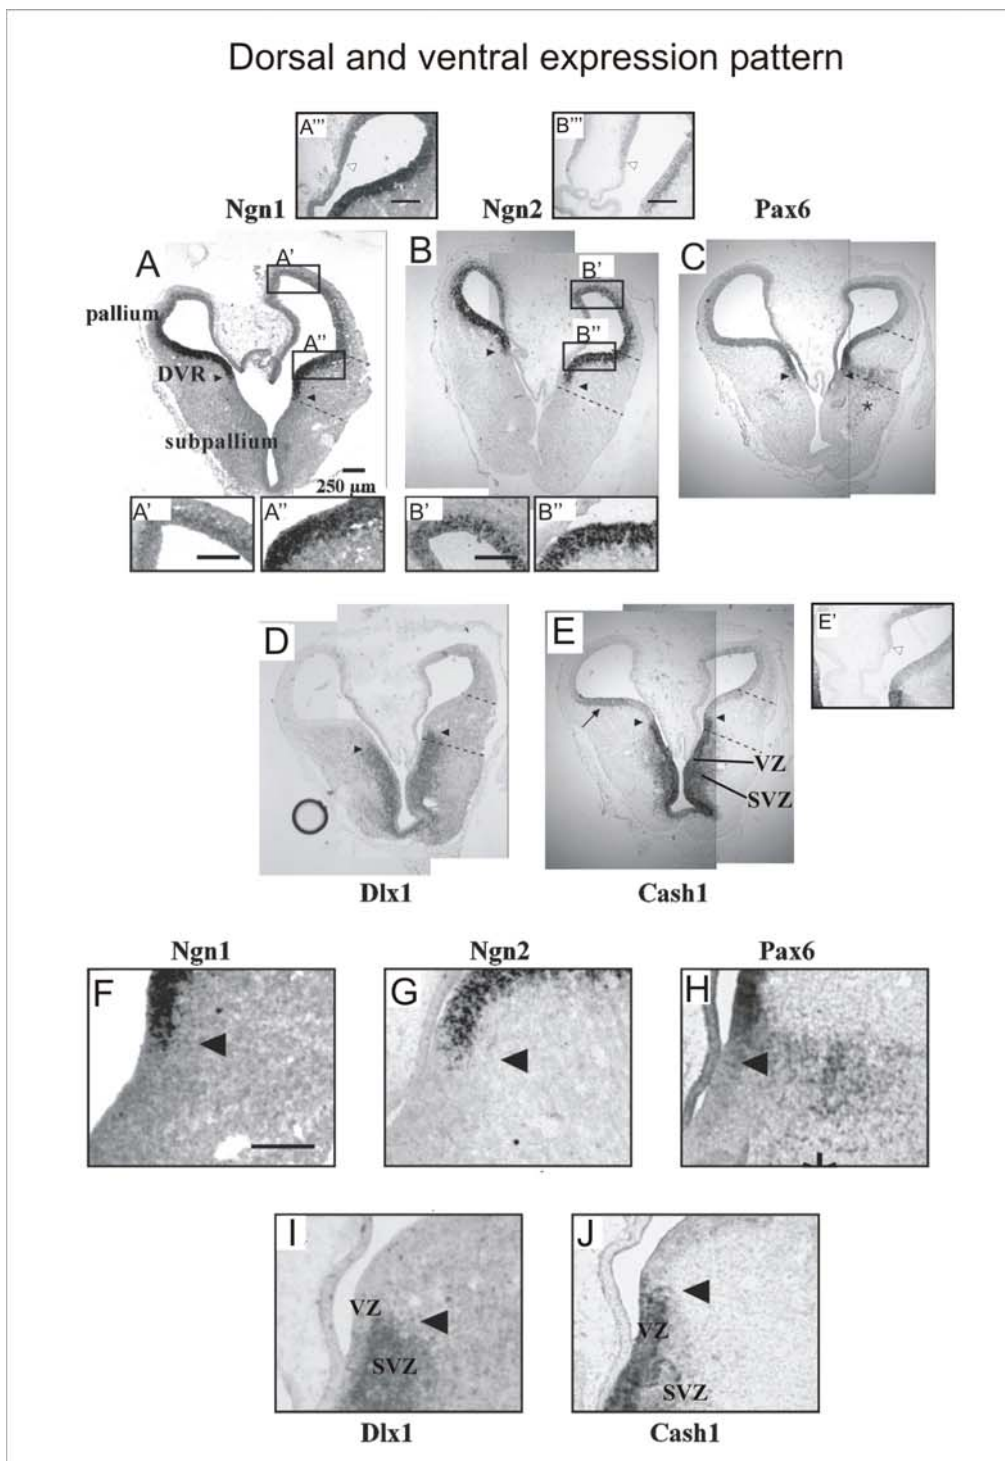 Dorsal and ventral expression pattern
A'''
B'''
Ngn1
Ngn2
Pax6
A
A'
B
B'
C
pallium
A''
B''
DVR
subpallium
*
250 µm
A'
A''
B'
B''
D
E
E'
VZ
SVZ
Dlx1
Cash1
Ngn1
Ngn2
Pax6
F
G
H
I
J
VZ
VZ
SVZ
SVZ
Dlx1
Cash1